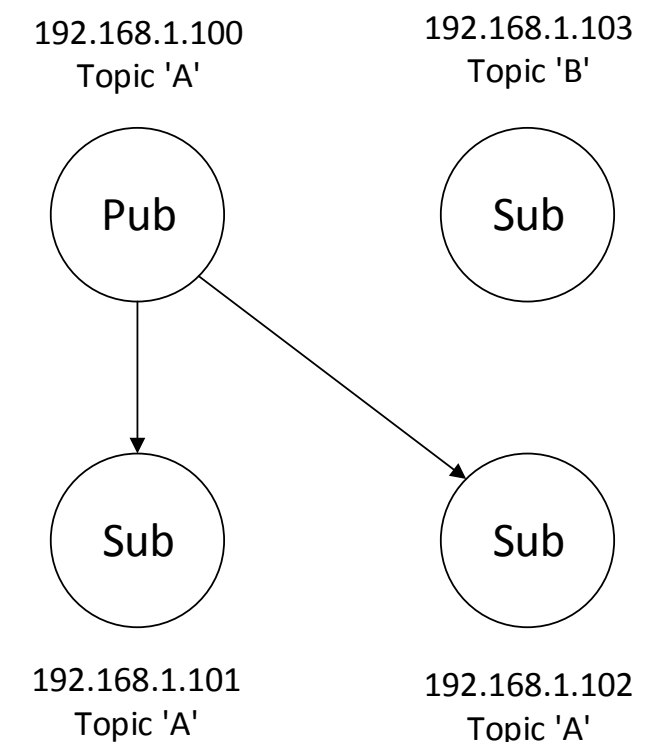 192.168.1.100
Topic 'A'
192.168.1.103
Topic 'B'
Pub
Sub
Sub
Sub
192.168.1.101
Topic 'A'
192.168.1.102
Topic 'A'